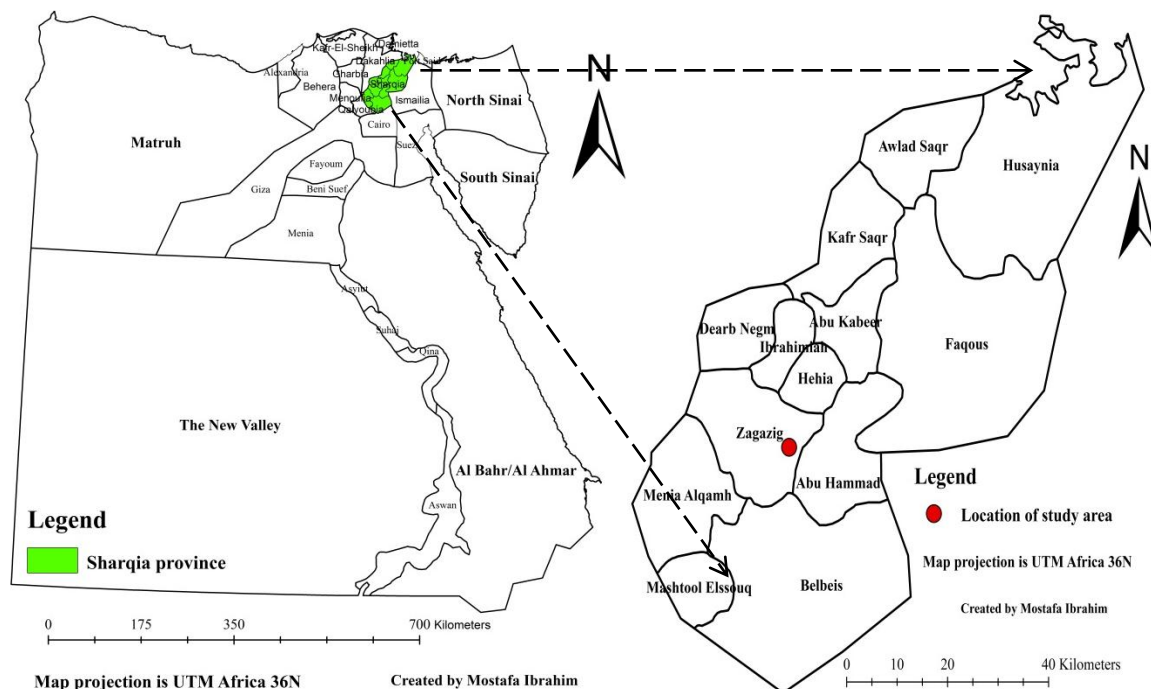 Damietta
Kafr-El-Sheikh
Dakahlia
Port Said
Alexandria
Gharbia
Sharqia
Behera
Menoufia
Ismailia
Qalyoubia
North Sinai
Cairo
Matruh
Suez
Fayoum
South Sinai
Giza
Beni Suef
Menia
Asyiut
Suhaj
Qina
The New Valley
Al Bahr/Al Ahmar
Aswan
Legend
Sharqia province
0 175 350 700 Kilometers
Map projection is UTM Africa 36N
Created by Mostafa Ibrahim
N
Awlad Saqr
Husaynia
N
Kafr Saqr
Dearb Negm
Abu Kabeer
Ibrahimiah
Faqous
Hehia
Zagazig
Menia Alqamh
Abu Hammad
Legend
Location of study area
Map projection is UTM Africa 36N
Mashtool Elssouq
Belbeis
Created by Mostafa Ibrahim
0 10 20 40 Kilometers